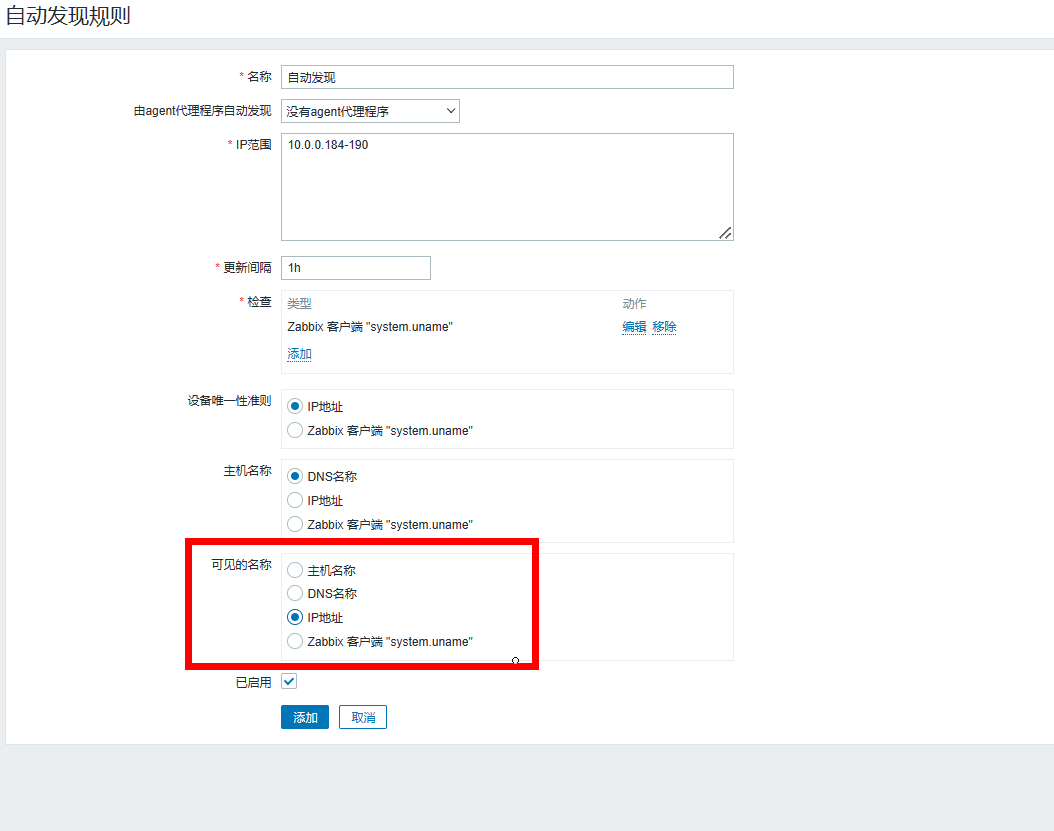 自动发现规则
* 名称 自动发现
由agent代理程序自动发现 没有agent代理程序
* IP范围 10.0.0.184-190
* 更新间隔 1h
* 检查 类型 动作
Zabbix 客户端 "system.uname" 编辑 移除
添加
设备唯一性准则 IP地址
Zabbix 客户端 "system.uname"
主机名称 DNS名称
IP地址
Zabbix 客户端 "system.uname"
可见的名称 主机名称
DNS名称
IP地址
Zabbix 客户端 "system.uname"
已启用
添加 取消